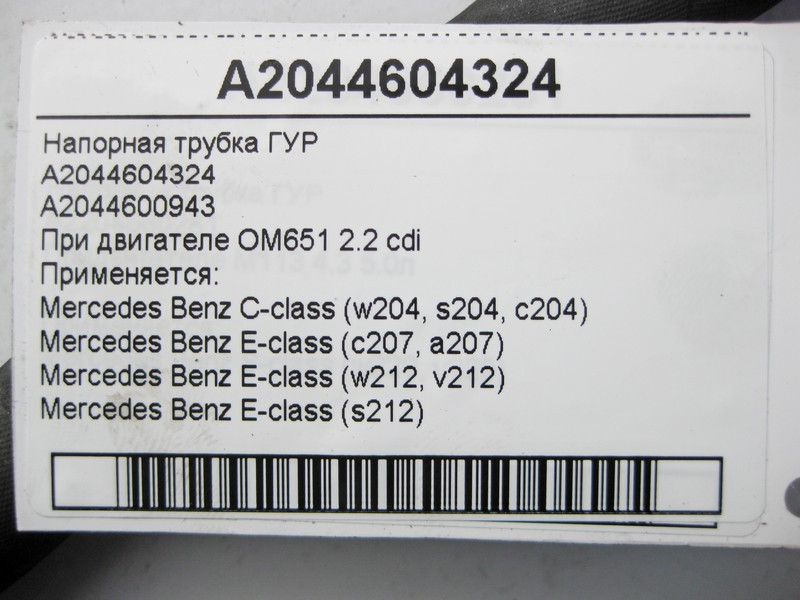 A2044604324
Напорная трубка ГУР
A2044604324
A2044600943
При двигателе OM651 2.2 cdi
Применяется:
Mercedes Benz C-class (w204, s204, c204)
Mercedes Benz E-class (c207, a207)
Mercedes Benz E-class (w212, v212)
Mercedes Benz E-class (s212)